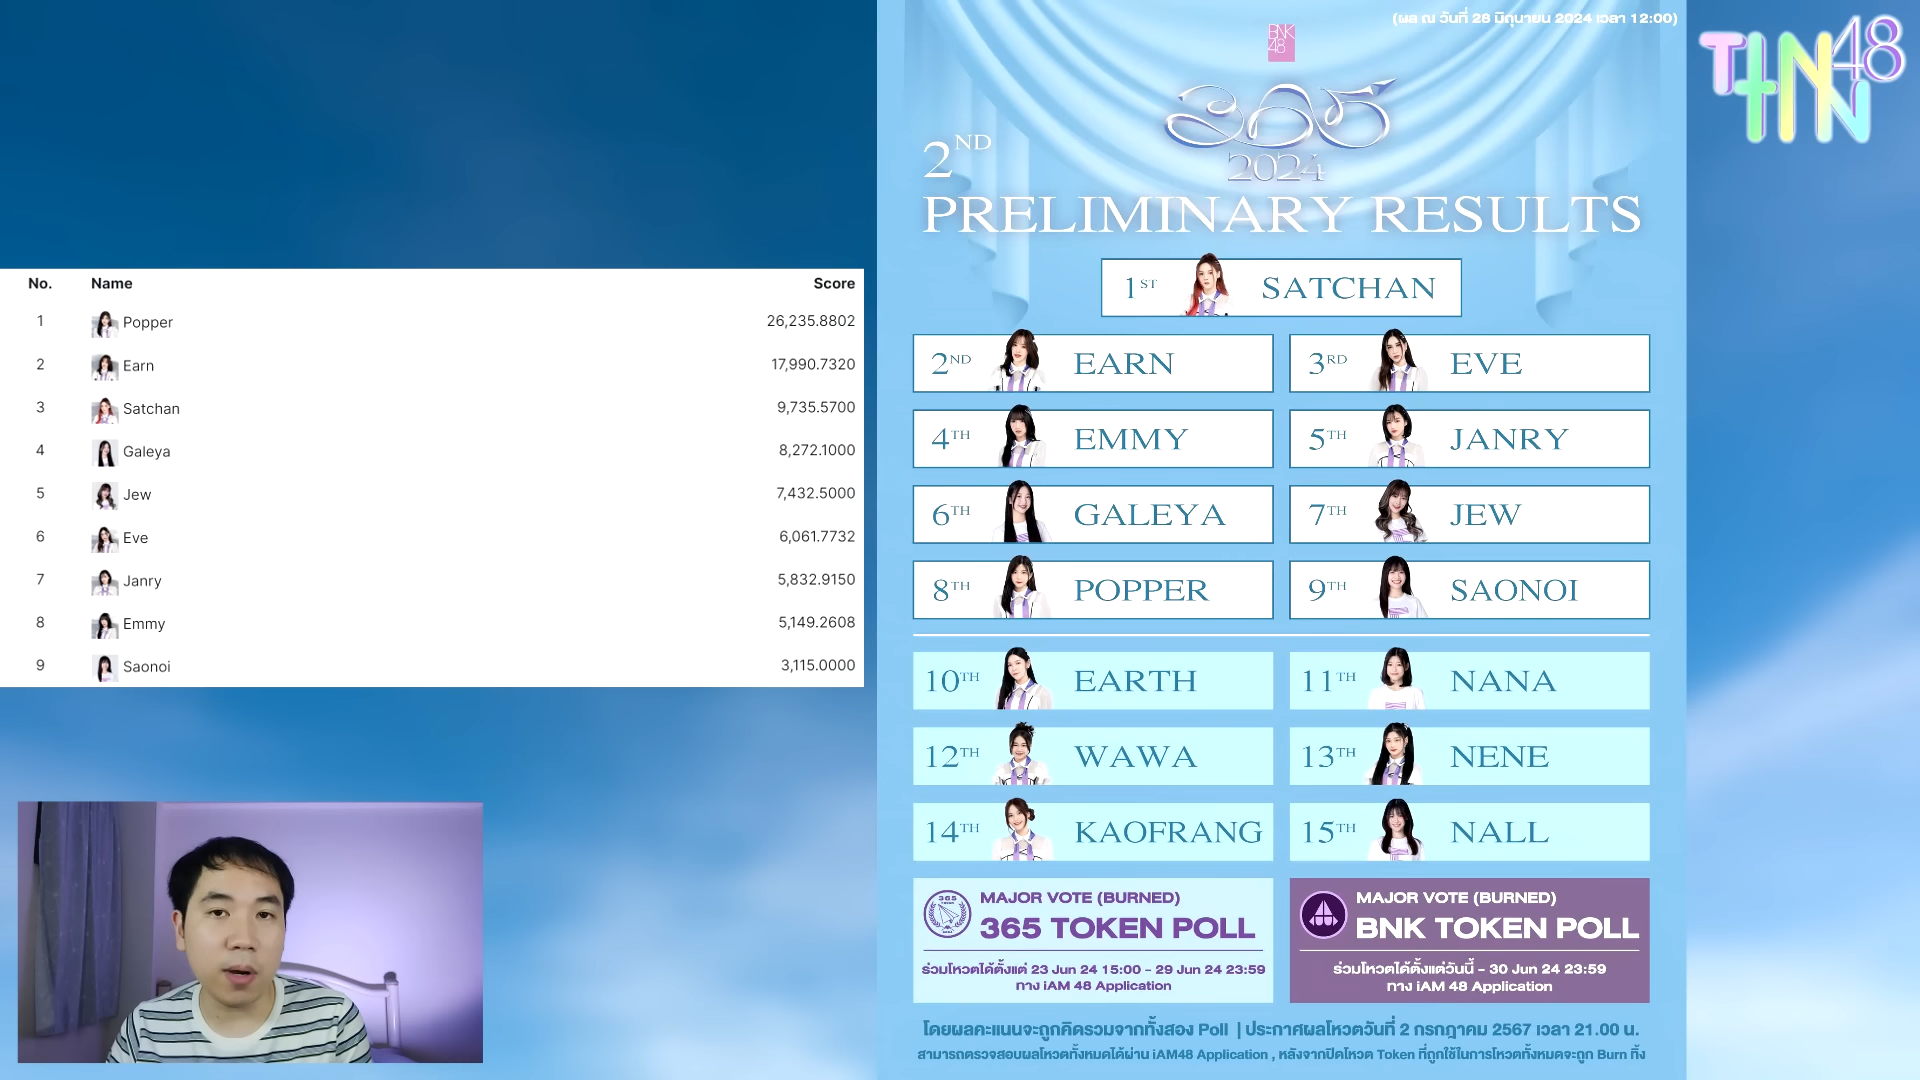 No. Name Score
1 Popper 26,235.8802
2 Earn 17,990.7320
3 Satchan 9,735.5700
4 Galeya 8,272.1000
5 Jew 7,432.5000
6 Eve 6,061.7732
7 Janry 5,832.9150
8 Emmy 5,149.2608
9 Saonoi 3,115.0000
(ผล ณ วันที่ 28 มิถุนายน 2024 เวลา 12:00)
BNK
48
365
2024
2ND
PRELIMINARY RESULTS
1ST SATCHAN
2ND EARN
3RD EVE
4TH EMMY
5TH JANRY
6TH GALEYA
7TH JEW
8TH POPPER
9TH SAONOI
10TH EARTH
11TH NANA
12TH WAWA
13TH NENE
14TH KAOFRANG
15TH NALL
MAJOR VOTE (BURNED)
365 TOKEN POLL
ร่วมโหวตได้ตั้งแต่ 23 Jun 24 15:00 - 29 Jun 24 23:59
ทาง iAM 48 Application
MAJOR VOTE (BURNED)
BNK TOKEN POLL
ร่วมโหวตได้ตั้งแต่วันนี้ - 30 Jun 24 23:59
ทาง iAM 48 Application
โดยผลคะแนนจะถูกคิดรวมจากทั้งสอง Poll | ประกาศผลโหวตวันที่ 2 กรกฎาคม 2567 เวลา 21.00 น.
สามารถตรวจสอบผลโหวตทั้งหมดได้ผ่าน iAM48 Application , หลังจากปิดโหวต Token ที่ถูกใช้ในการโหวตทั้งหมดจะถูก Burn ทิ้ง
TINTIN48